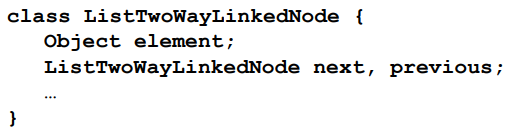 class ListTwoWayLinkedNode {
Object element;
ListTwoWayLinkedNode next, previous;
…
}